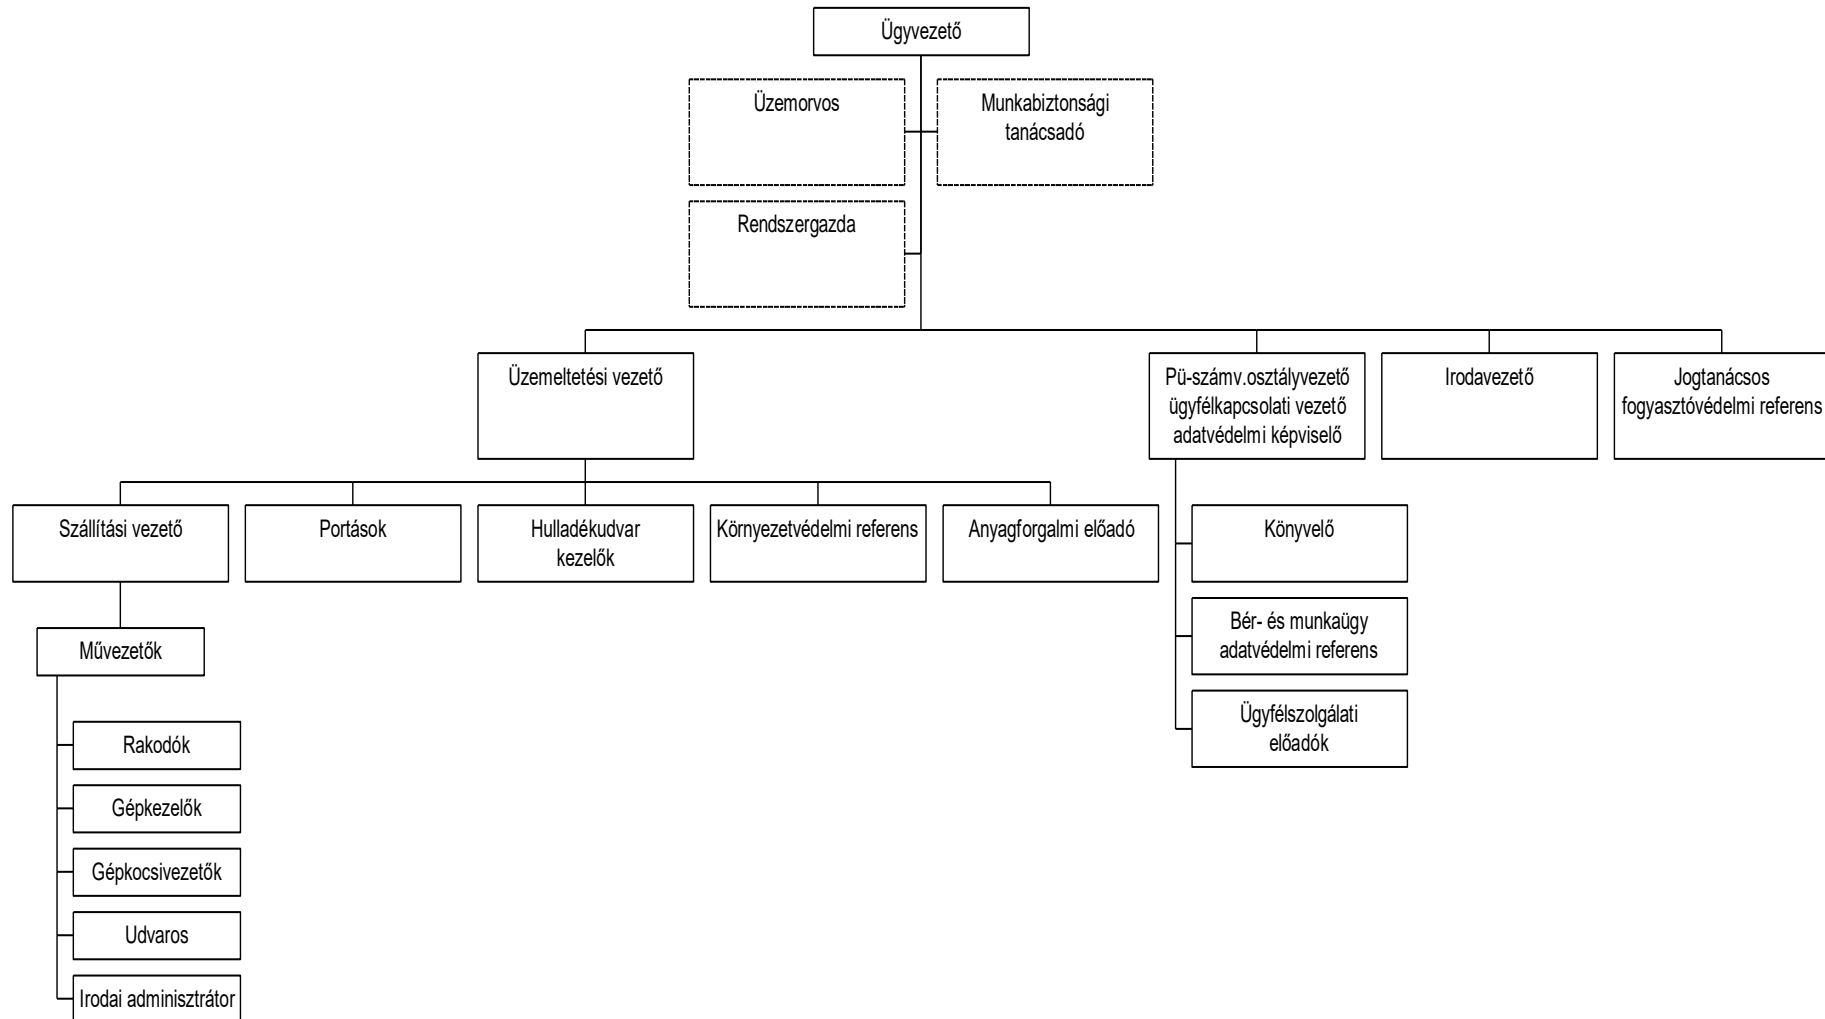 Ügyvezető
Üzemorvos
Munkabiztonsági
tanácsadó
Rendszergazda
Üzemeltetési vezető
Pü-számv.osztályvezető
ügyfélkapcsolati vezető
adatvédelmi képviselő
Irodavezető
Jogtanácsos
fogyasztóvédelmi referens
Szállítási vezető
Portások
Hulladékudvar
kezelők
Környezetvédelmi referens
Anyagforgalmi előadó
Könyvelő
Bér- és munkaügy
adatvédelmi referens
Ügyfélszolgálati
előadók
Művezetők
Rakodók
Gépkezelők
Gépkocsivezetők
Udvaros
Irodai adminisztrátor